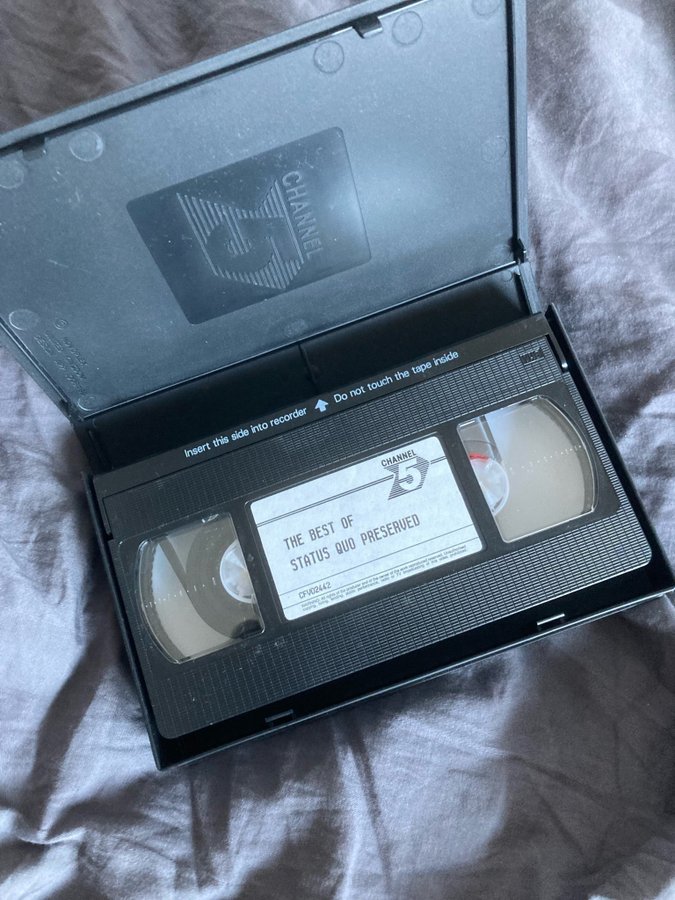 CHANNEL
5
Insert this side into recorder
Do not touch the tape inside
CHANNEL
5
THE BEST OF
STATUS QUO PRESERVED
CFV02442